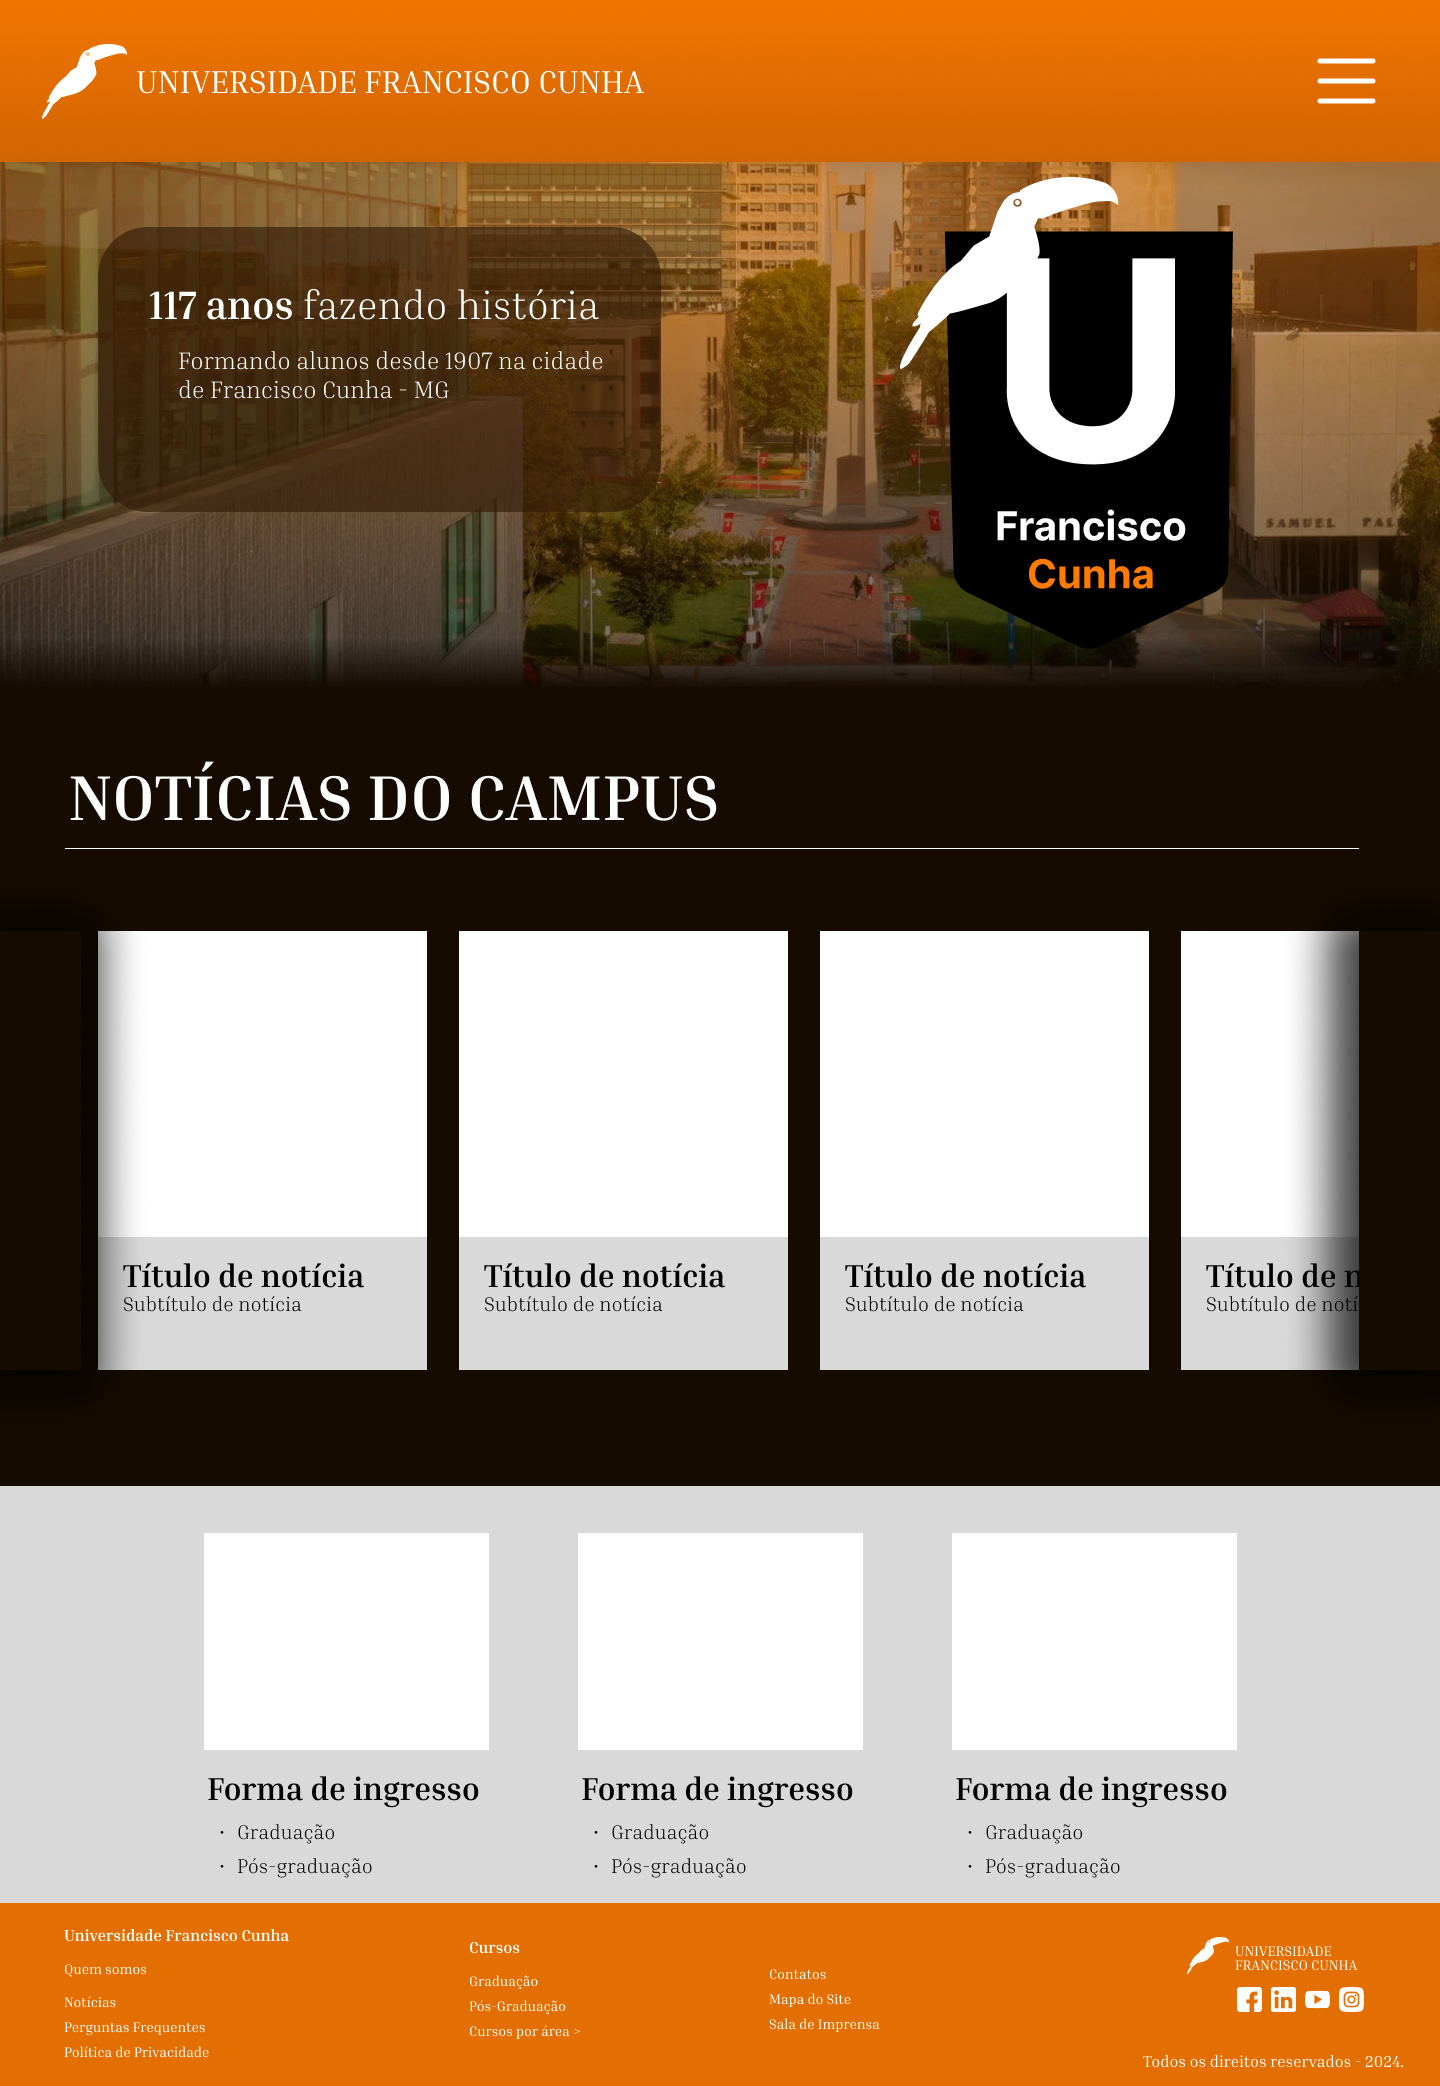 UNIVERSIDADE FRANCISCO CUNHA
117 anos fazendo história
Formando alunos desde 1907 na cidade
de Francisco Cunha - MG
U
Francisco
Cunha
SAMUEL
NOTÍCIAS DO CAMPUS
Título de notícia
Subtítulo de notícia
Título de notícia
Subtítulo de notícia
Título de notícia
Subtítulo de notícia
Título de n
Subtítulo de notí
Forma de ingresso
· Graduação
· Pós-graduação
Forma de ingresso
· Graduação
· Pós-graduação
Forma de ingresso
· Graduação
· Pós-graduação
Universidade Francisco Cunha
Quem somos
Notícias
Perguntas Frequentes
Política de Privacidade
Cursos
Graduação
Pós-Graduação
Cursos por área >
Contatos
Mapa do Site
Sala de Imprensa
UNIVERSIDADE
FRANCISCO CUNHA
Todos os direitos reservados - 2024.